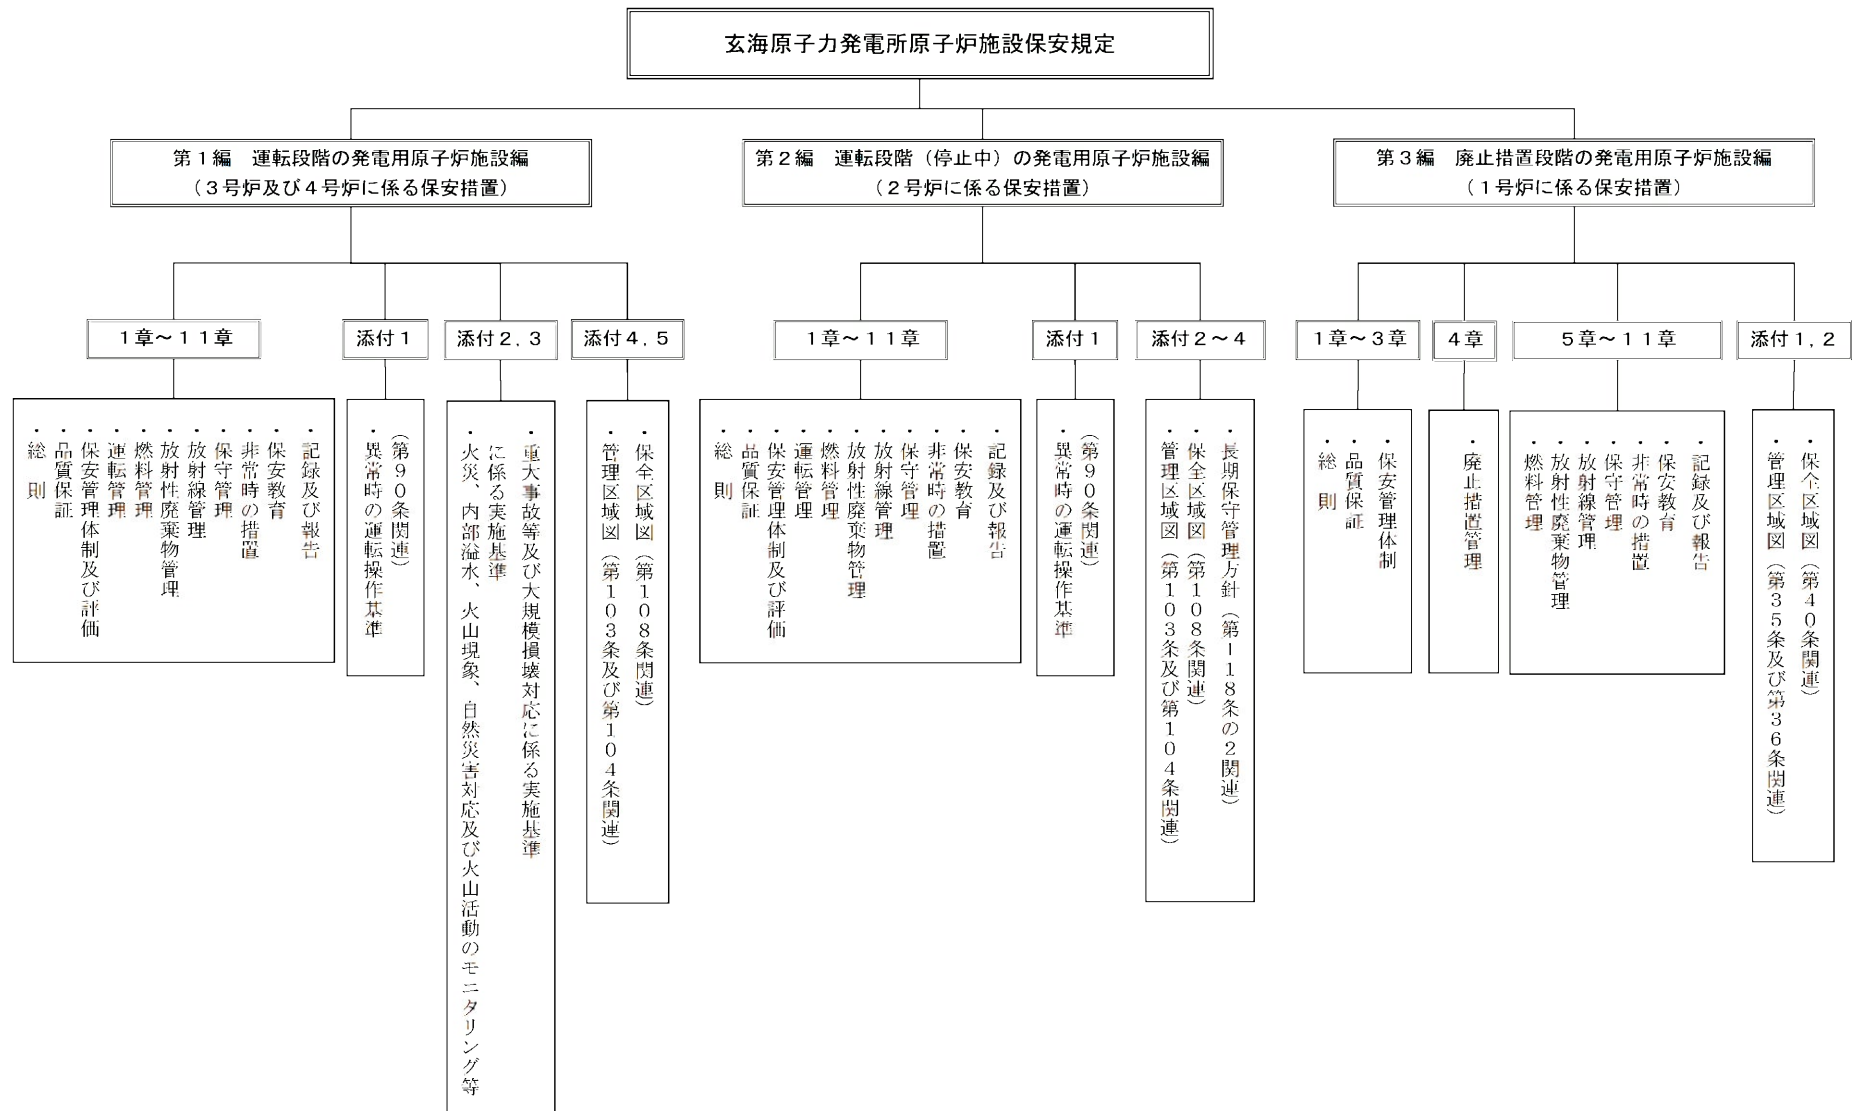 玄海原子力発電所原子炉施設保安規定
第1編　運転段階の発電用原子炉施設編
（3号炉及び4号炉に係る保安措置）
第2編　運転段階（停止中）の発電用原子炉施設編
（2号炉に係る保安措置）
第3編　廃止措置段階の発電用原子炉施設編
（1号炉に係る保安措置）
1章～11章
・総　則
・品質保証
・保安管理体制及び評価
・運転管理
・燃料管理
・放射性廃棄物管理
・放射線管理
・保守管理
・非常時の措置
・保安教育
・記録及び報告
添付1
・異常時の運転操作基準
（第90条関連）
添付2，3
・火災、内部溢水、火山現象、自然災害対応及び火山活動のモニタリング等
に係る実施基準
・重大事故等及び大規模損壊対応に係る実施基準
添付4，5
・管理区域図（第103条及び第104条関連）
・保全区域図（第108条関連）
1章～11章
・総　則
・品質保証
・保安管理体制及び評価
・運転管理
・燃料管理
・放射性廃棄物管理
・放射線管理
・保守管理
・非常時の措置
・保安教育
・記録及び報告
添付1
・異常時の運転操作基準
（第90条関連）
添付2～4
・管理区域図（第103条及び第104条関連）
・保全区域図（第108条関連）
・長期保守管理方針（第118条の2関連）
1章～3章
・総　則
・品質保証
・保安管理体制
4章
・廃止措置管理
5章～11章
・燃料管理
・放射性廃棄物管理
・放射線管理
・保守管理
・非常時の措置
・保安教育
・記録及び報告
添付1，2
・管理区域図（第35条及び第36条関連）
・保全区域図（第40条関連）